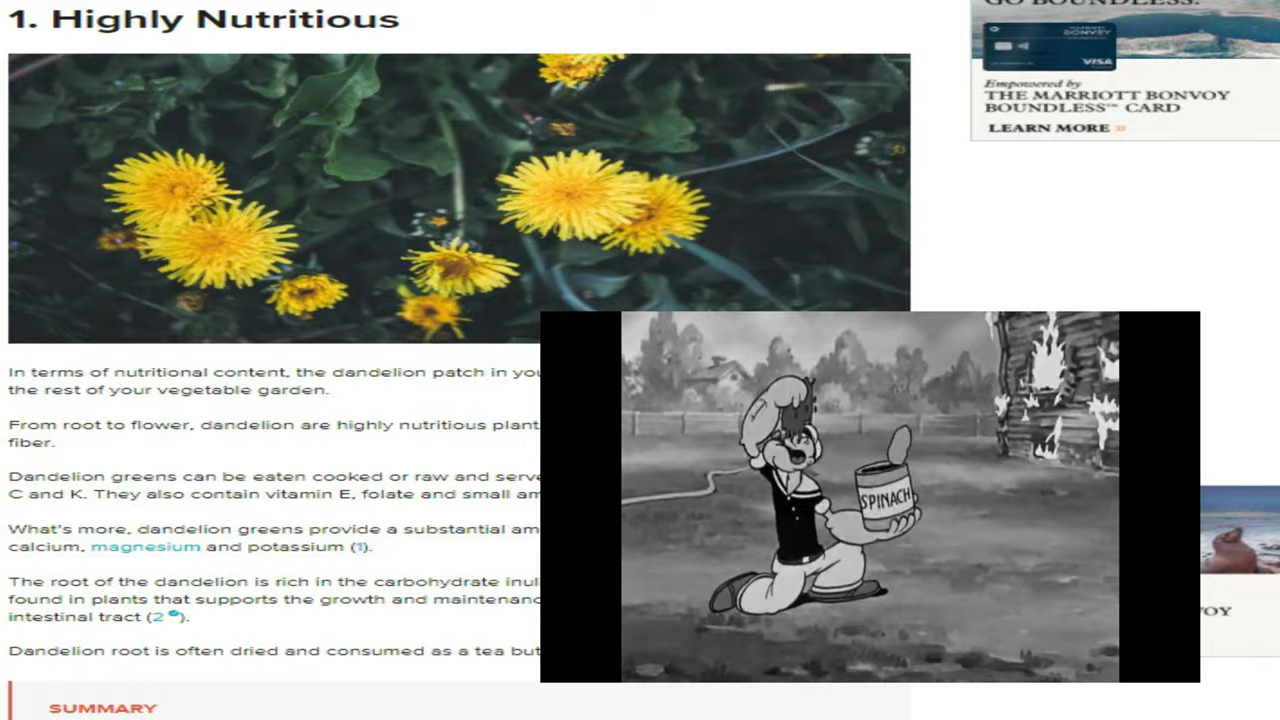 1. Highly Nutritious
GO BOUNDLESS.
BONVOY
VISA
Empowered by
THE MARRIOTT BONVOY
BOUNDLESS™ CARD
LEARN MORE »
In terms of nutritional content, the dandelion patch in you
the rest of your vegetable garden.
From root to flower, dandelion are highly nutritious plant
fiber.
Dandelion greens can be eaten cooked or raw and serve
C and K. They also contain vitamin E, folate and small am
What's more, dandelion greens provide a substantial am
calcium, magnesium and potassium (1).
The root of the dandelion is rich in the carbohydrate inul
found in plants that supports the growth and maintenanc
intestinal tract (2).
Dandelion root is often dried and consumed as a tea but
SPINACH
VOY
SUMMARY